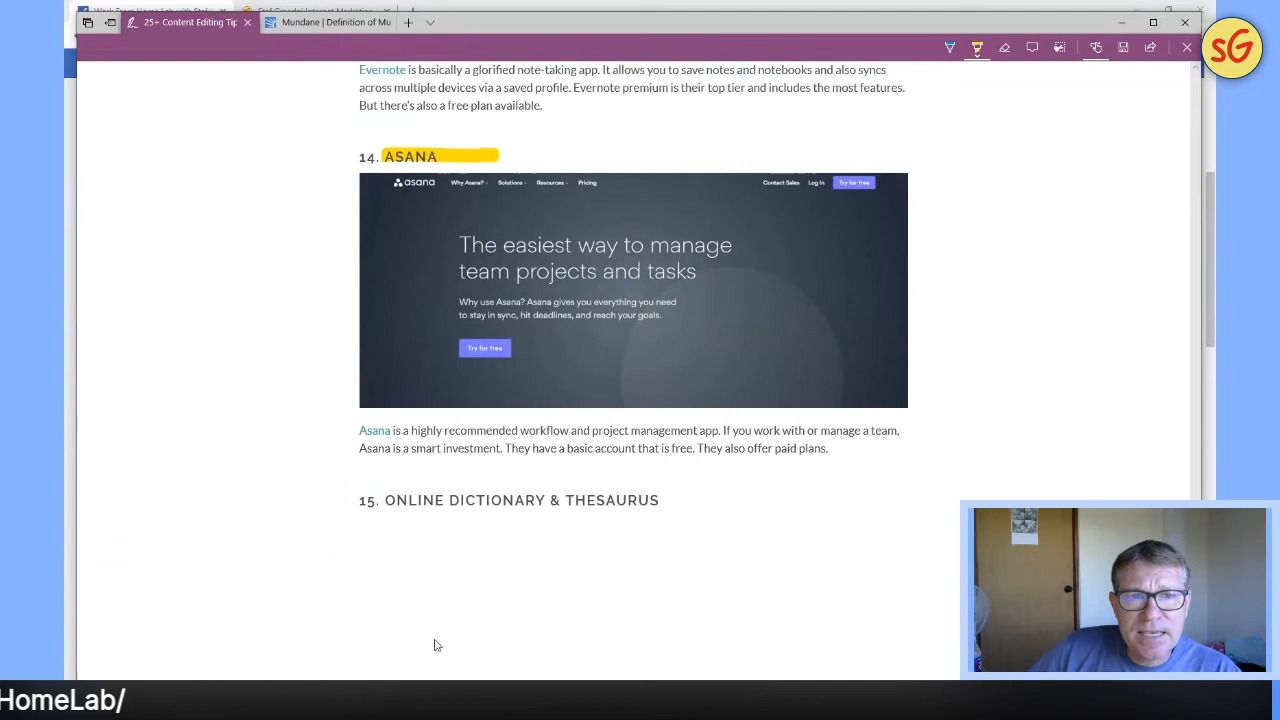 25+ Content Editing Tip
Mundane | Definition of Mu
SG
Evernote is basically a glorified note-taking app. It allows you to save notes and notebooks and also syncs
across multiple devices via a saved profile. Evernote premium is their top tier and includes the most features.
But there's also a free plan available.
14. ASANA
asana Why Asana? Solutions Resources Pricing Contact Sales Log In Try for free
The easiest way to manage
team projects and tasks
Why use Asana? Asana gives you everything you need
to stay in sync, hit deadlines, and reach your goals.
Try for free
Asana is a highly recommended workflow and project management app. If you work with or manage a team,
Asana is a smart investment. They have a basic account that is free. They also offer paid plans.
15. ONLINE DICTIONARY & THESAURUS
HomeLab/